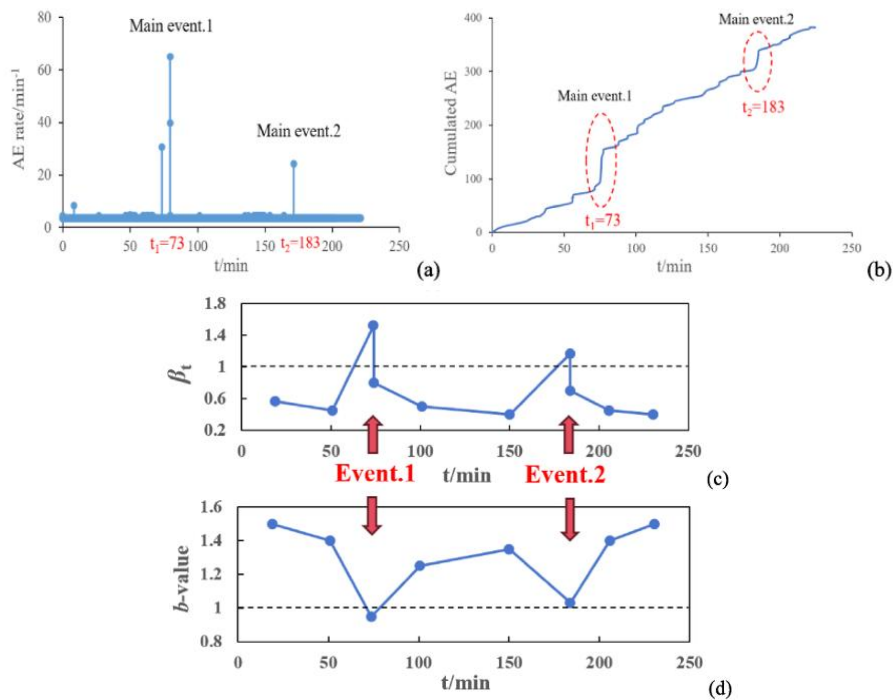 80
70
60
40
20
0
AE rate/min⁻¹
Main event.1
Main event.2
0
50
t₁=73
100
150
t₂=183
200
250
t/min
(a)
400
300
200
100
0
Cumulated AE
Main event.1
Main event.2
t₁=73
t₂=183
0
50
100
150
200
250
t/min
(b)
1.8
1.4
1
0.6
0.2
βt
0
50
100
150
200
250
Event.1
t/min
Event.2
(c)
1.6
1.4
1.2
1
0.8
b-value
0
50
100
150
200
250
t/min
(d)